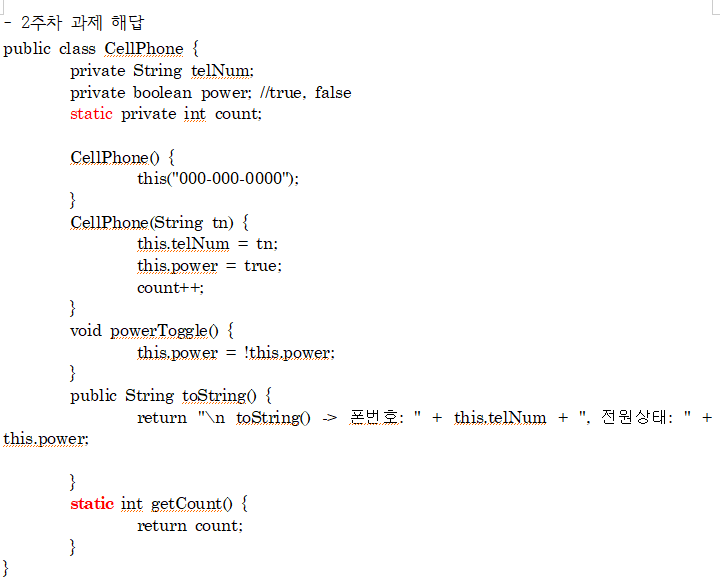 - 2주차 과제 해답
public class CellPhone {
private String telNum;
private boolean power; //true, false
static private int count;
CellPhone() {
this("000-000-0000");
}
CellPhone(String tn) {
this.telNum = tn;
this.power = true;
count++;
}
void powerToggle() {
this.power = !this.power;
}
public String toString() {
return "\n toString() -> 폰번호: " + this.telNum + ", 전원상태: " +
this.power;
}
static int getCount() {
return count;
}
}